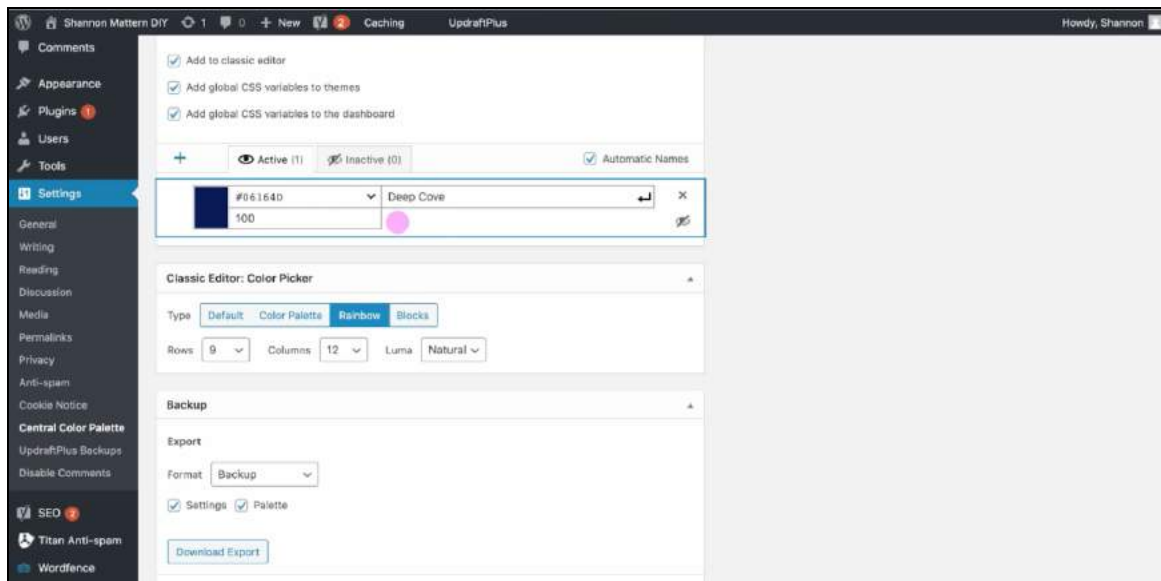 Shannon Mattern DIY 1 0 + New 2 Caching UpdraftPlus Howdy, Shannon
Comments
Appearance
Plugins 1
Users
Tools
Settings
General
Writing
Reading
Discussion
Media
Permalinks
Privacy
Anti-spam
Cookie Notice
Central Color Palette
UpdraftPlus Backups
Disable Comments
SEO 2
Titan Anti-spam
Wordfence
Add to classic editor
Add global CSS variables to themes
Add global CSS variables to the dashboard
+ Active (1) Inactive (0) Automatic Names
#06164D Deep Cove
100
Classic Editor: Color Picker
Type Default Color Palette Rainbow Blocks
Rows 9 Columns 12 Luma Natural
Backup
Export
Format Backup
Settings Palette
Download Export